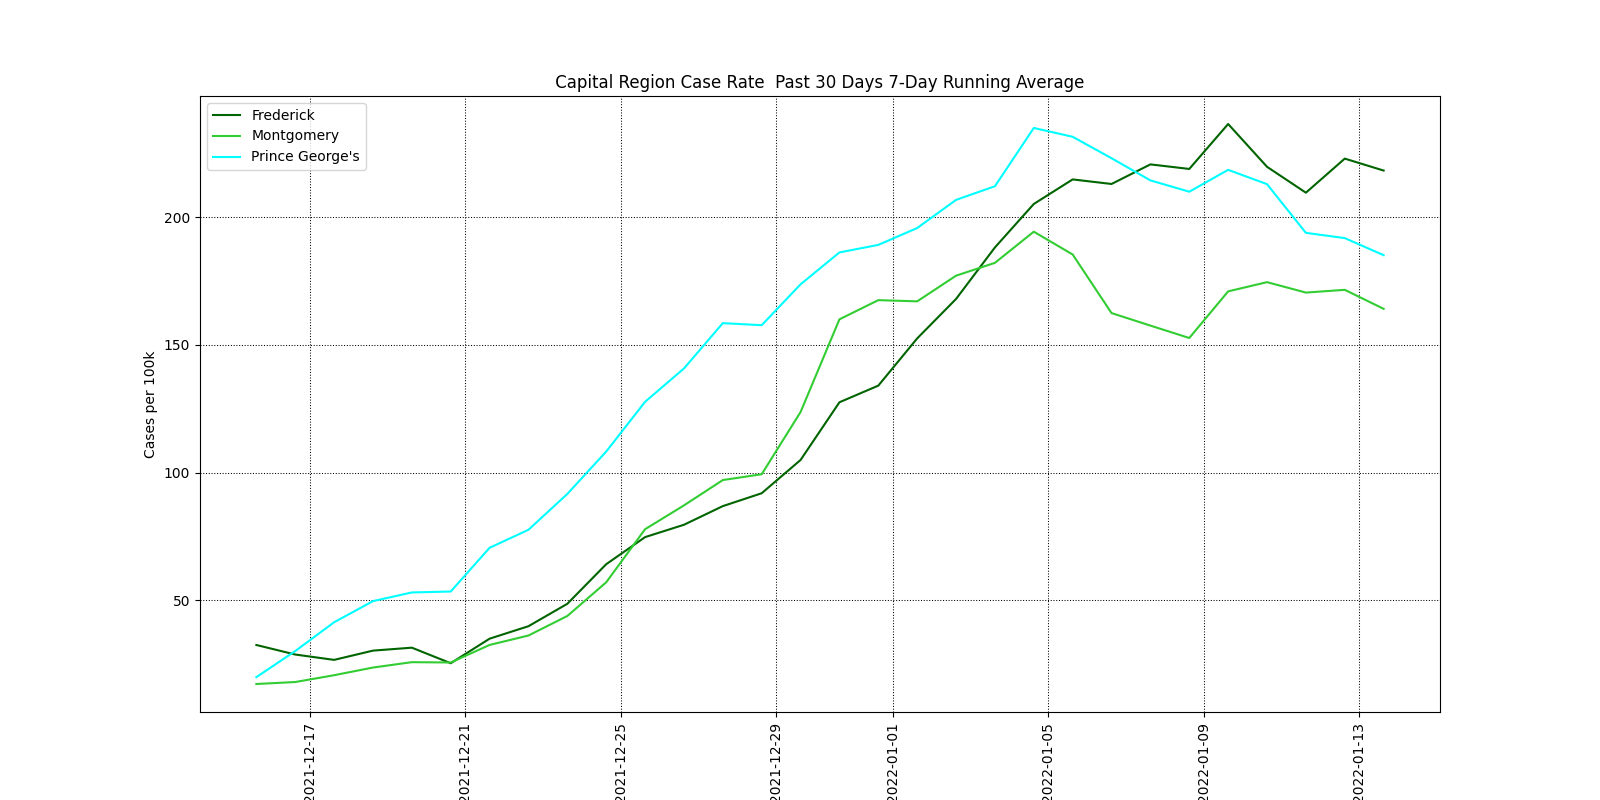 Capital Region Case Rate  Past 30 Days 7-Day Running Average
Frederick
Montgomery
Prince George's
Cases per 100k
200
150
100
50
2021-12-17
2021-12-21
2021-12-25
2021-12-29
2022-01-01
2022-01-05
2022-01-09
2022-01-13